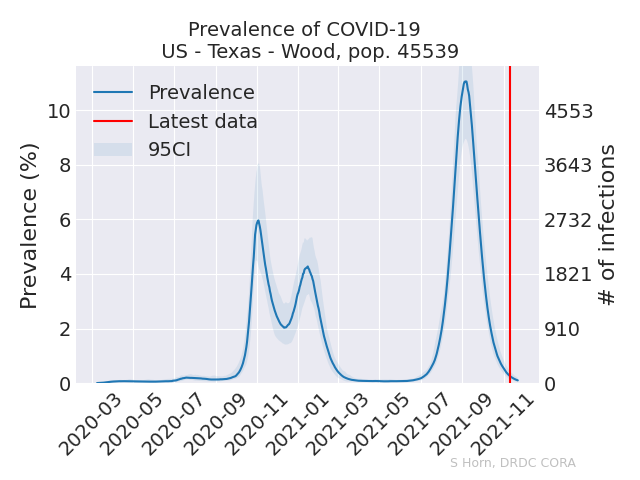 Prevalence of COVID-19
US - Texas - Wood, pop. 45539
Prevalence
Latest data
95CI
Prevalence (%)
10
8
6
4
2
0
4553
3643
2732
1821
910
0
# of infections
2020-03
2020-05
2020-07
2020-09
2020-11
2021-01
2021-03
2021-05
2021-07
2021-09
2021-11
S Horn, DRDC CORA